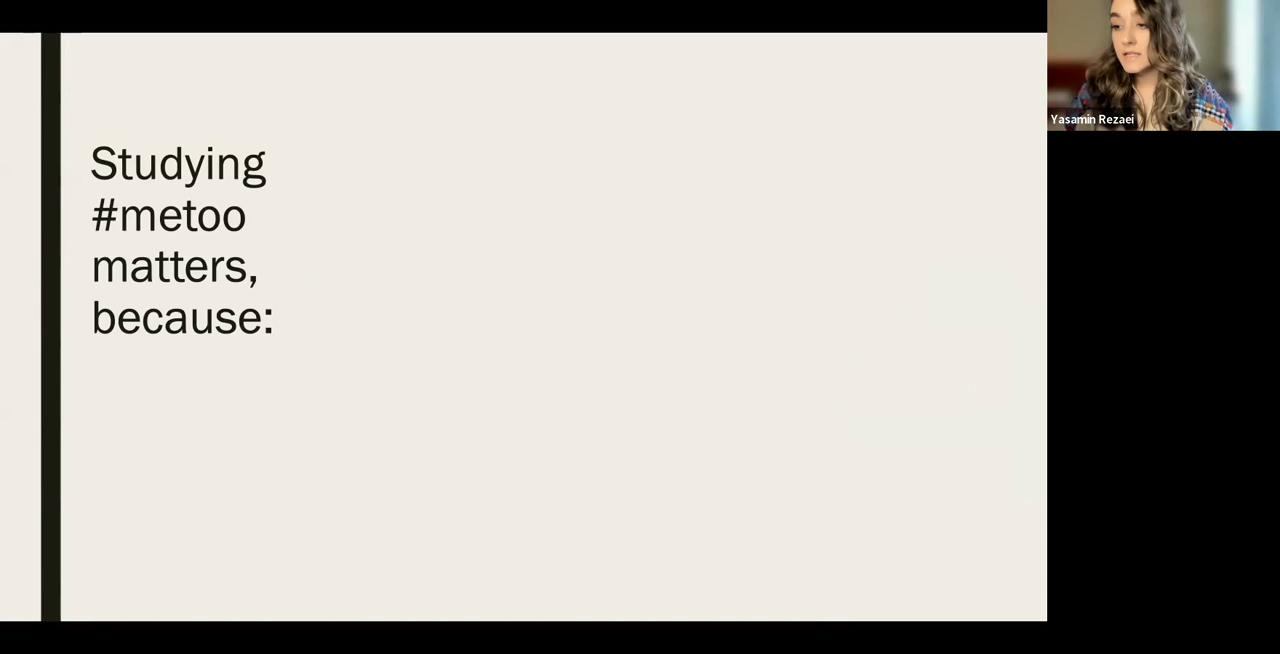 Studying
#metoo
matters,
because:
Yasamin Rezaei